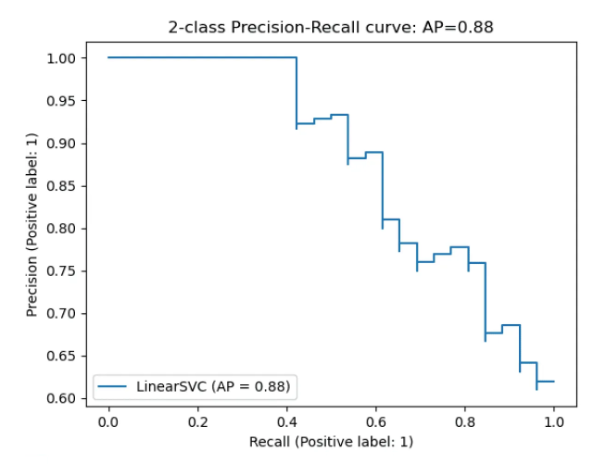 2-class Precision-Recall curve: AP=0.88
1.00
0.95
0.90
0.85
0.80
0.75
0.70
0.65
0.60
Precision (Positive label: 1)
LinearSVC (AP = 0.88)
0.0 0.2 0.4 0.6 0.8 1.0
Recall (Positive label: 1)